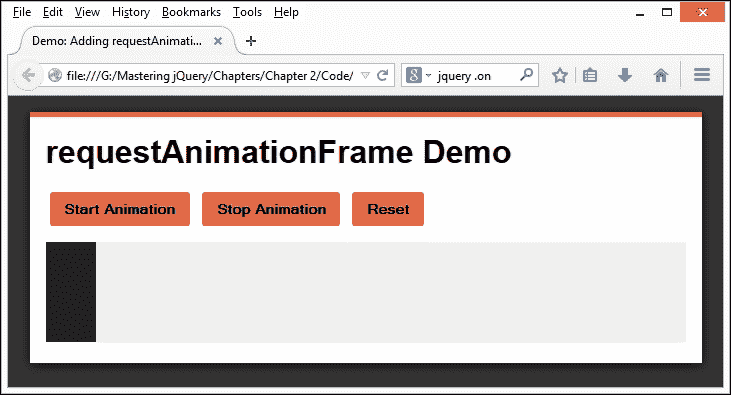 File Edit View History Bookmarks Tools Help
Demo: Adding requestAnimati...
file:///G:/Mastering jQuery/Chapters/Chapter 2/Code/
jquery .on
requestAnimationFrame Demo
Start Animation Stop Animation Reset